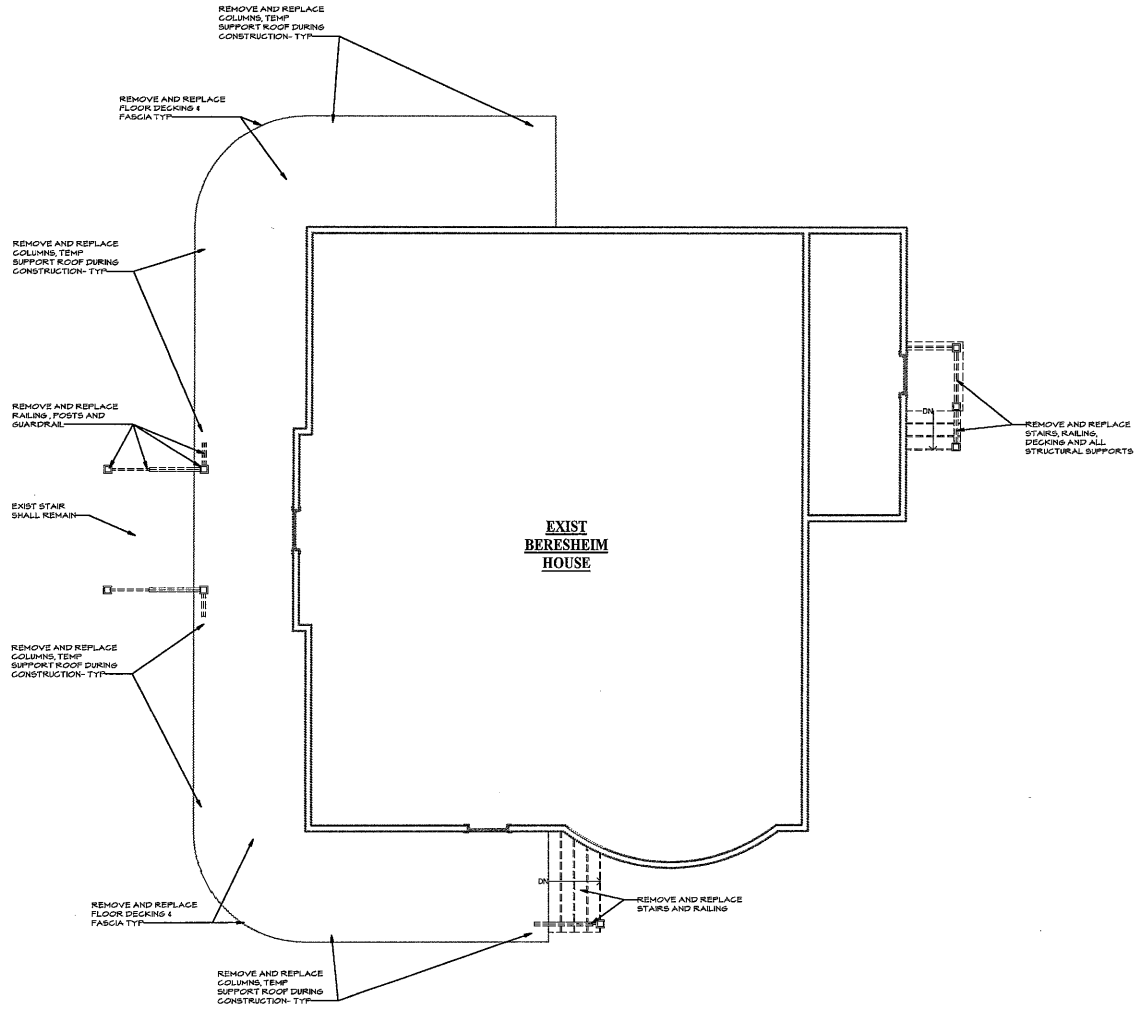 REMOVE AND REPLACE
COLUMNS, TEMP
SUPPORT ROOF DURING
CONSTRUCTION- TYP
REMOVE AND REPLACE
FLOOR DECKING &
FASCIA TYP
REMOVE AND REPLACE
COLUMNS, TEMP
SUPPORT ROOF DURING
CONSTRUCTION- TYP
REMOVE AND REPLACE
RAILING, POSTS AND
GUARDRAIL
DN
REMOVE AND REPLACE
STAIRS, RAILING,
DECKING AND ALL
STRUCTURAL SUPPORTS
EXIST STAIR
SHALL REMAIN
EXIST
BERESHEIM
HOUSE
REMOVE AND REPLACE
COLUMNS, TEMP
SUPPORT ROOF DURING
CONSTRUCTION- TYP
DN
REMOVE AND REPLACE
STAIRS AND RAILING
REMOVE AND REPLACE
FLOOR DECKING &
FASCIA TYP
REMOVE AND REPLACE
COLUMNS, TEMP
SUPPORT ROOF DURING
CONSTRUCTION- TYP